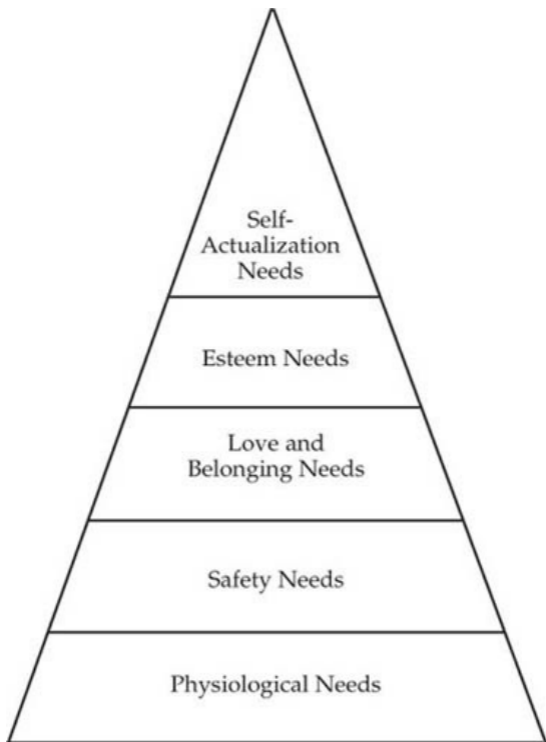 Self-
Actualization
Needs
Esteem Needs
Love and
Belonging Needs
Safety Needs
Physiological Needs